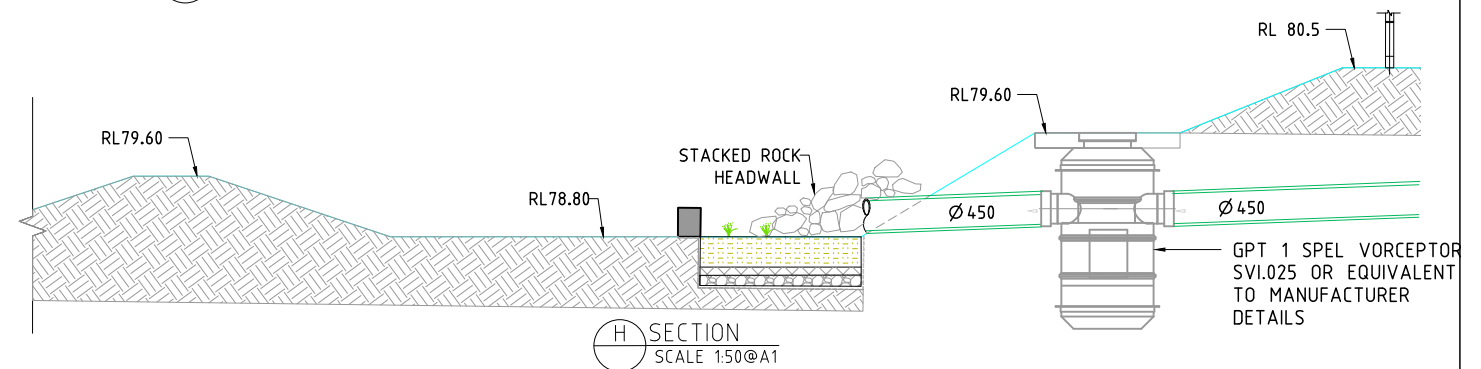 RL 80.5
RL79.60
RL79.60
STACKED ROCK
HEADWALL
RL78.80
Ø450
Ø450
GPT 1 SPEL VORCEPTOR
SVI.025 OR EQUIVALENT
TO MANUFACTURER
DETAILS
H SECTION
SCALE 1:50@A1